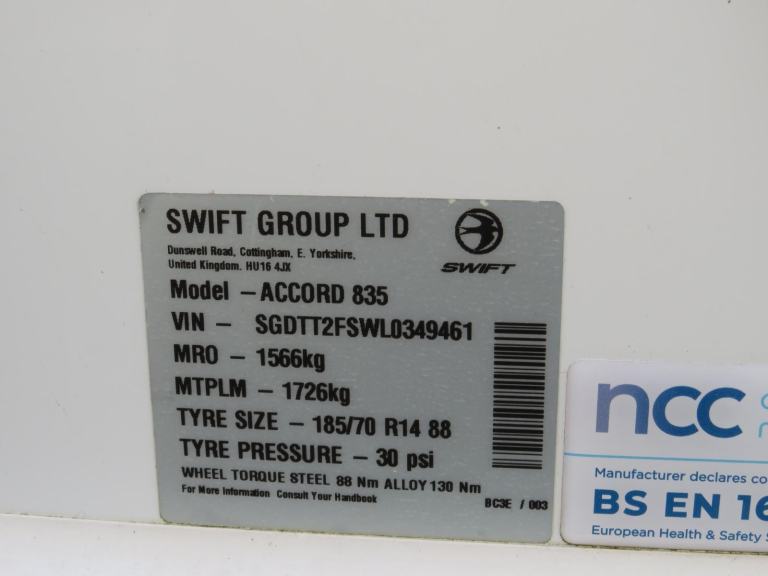 SWIFT GROUP LTD
SWIFT
Dunswell Road, Cottingham, E. Yorkshire,
United Kingdom. HU16 4JX
Model – ACCORD 835
VIN – SGDTT2FSWL0349461
MRO – 1566kg
MTPLM – 1726kg
TYRE SIZE – 185/70 R14 88
TYRE PRESSURE – 30 psi
WHEEL TORQUE STEEL 88 Nm ALLOY 130 Nm
For More Information Consult Your Handbook
BC3E / 003
ncc
Manufacturer declares co
BS EN 16
European Health & Safety S